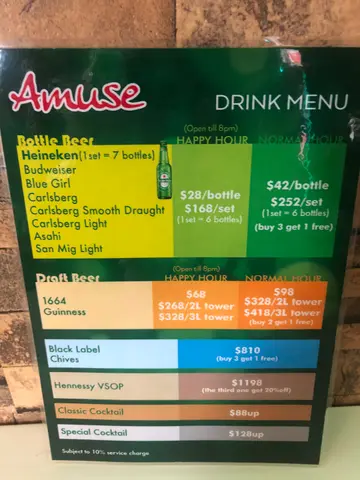 Amuse
DRINK MENU
(Open till 8pm)
Bottle Beer HAPPY HOUR NORMAL HOUR
Heineken(1set = 7 bottles)
Budweiser
Blue Girl
Carlsberg
Carlsberg Smooth Draught
Carlsberg Light
Asahi
San Mig Light
$28/bottle
$168/set
(1set = 6 bottles)
$42/bottle
$252/set
(1set = 6 bottles)
(buy 3 get 1 free)
(Open till 8pm)
Draft Beer HAPPY HOUR NORMAL HOUR
1664
Guinness
$68
$268/2L tower
$328/3L tower
$98
$328/2L tower
$418/3L tower
(buy 3 get 1 free)
Black Label
Chives
$810
(buy 3 get 1 free)
Hennessy VSOP
$1198
(the third one get 20%off)
Classic Cocktail $88up
Special Cocktail $128up
Subject to 10% service charge